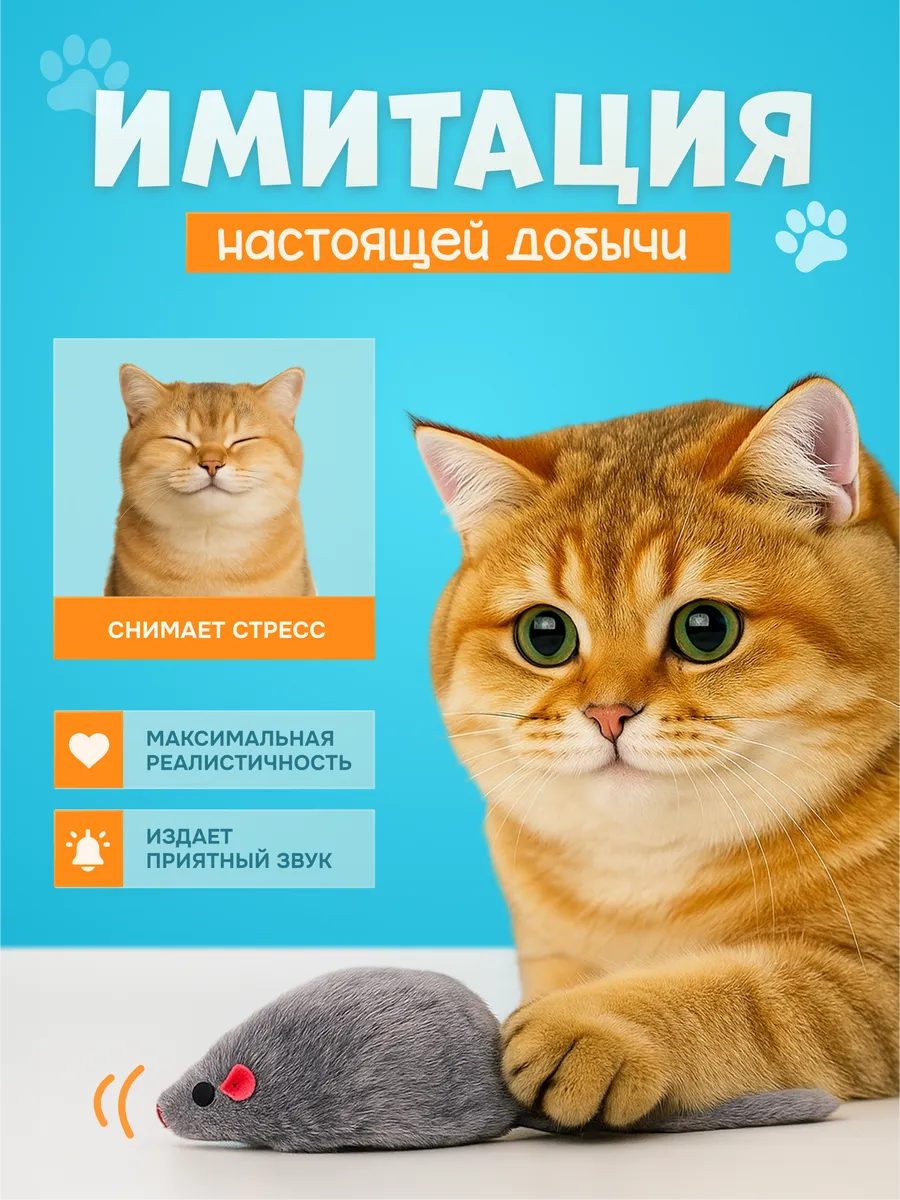 ИМИТАЦИЯ
настоящей добычи
СНИМАЕТ СТРЕСС
МАКСИМАЛЬНАЯ
РЕАЛИСТИЧНОСТЬ
ИЗДАЕТ
ПРИЯТНЫЙ ЗВУК